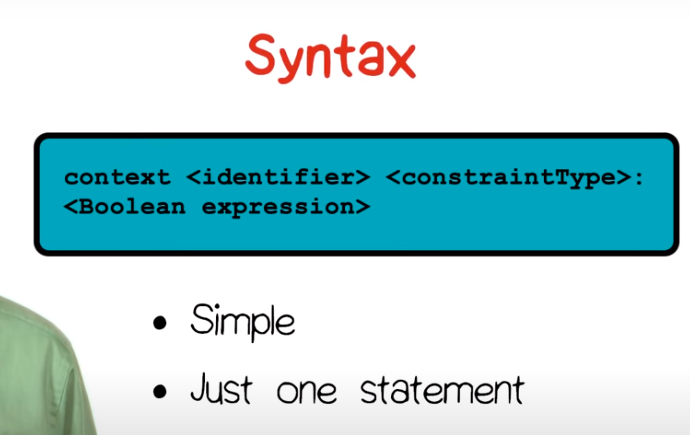 Syntax
context <identifier> <constraintType>:
<Boolean expression>
• Simple
• Just one statement